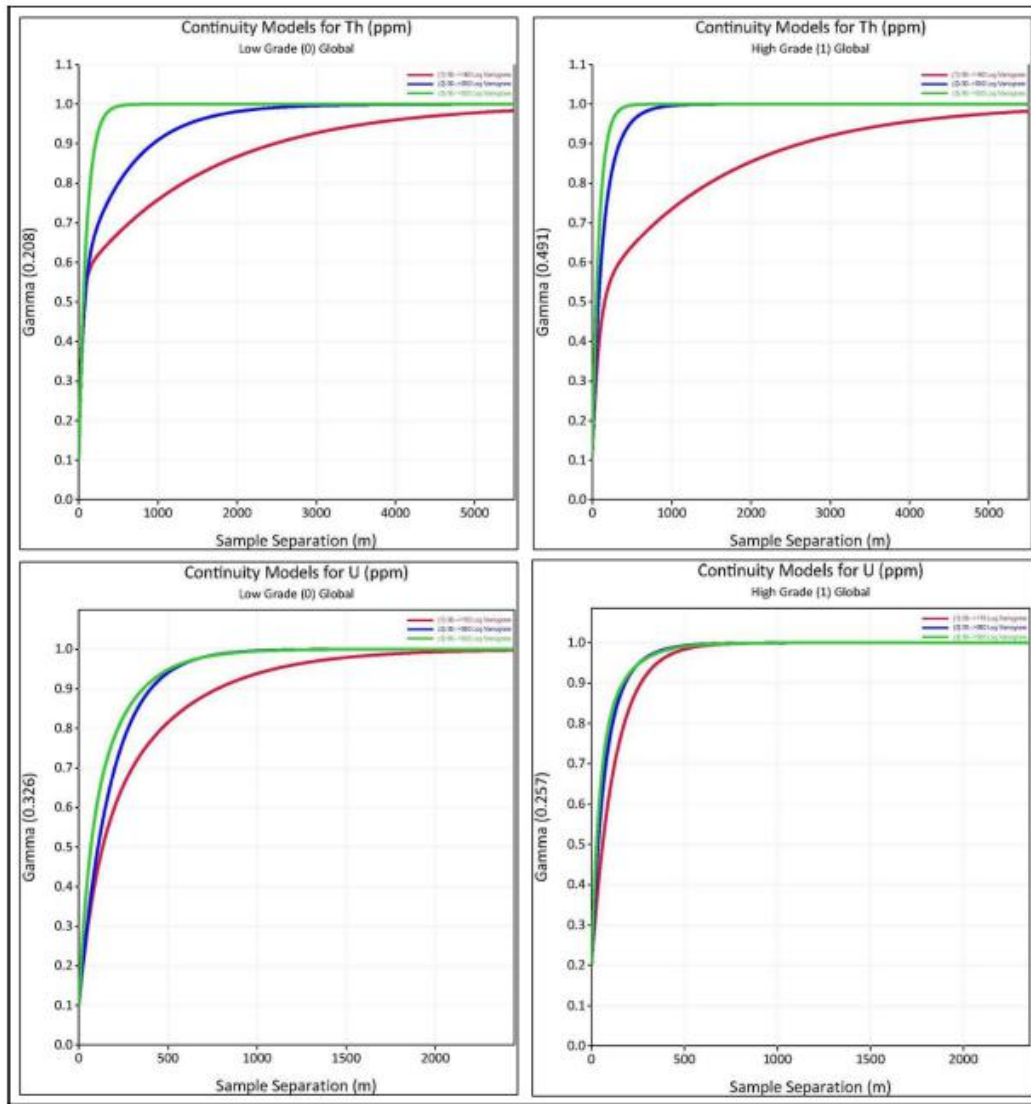 Continuity Models for Th (ppm)
Low Grade (0) Global
1.1
1.0
0.9
0.8
0.7
0.6
0.5
0.4
0.3
0.2
0.1
0.0
Gamma (0.208)
0 1000 2000 3000 4000 5000
Sample Separation (m)
Continuity Models for Th (ppm)
High Grade (1) Global
1.1
1.0
0.9
0.8
0.7
0.6
0.5
0.4
0.3
0.2
0.1
0.0
Gamma (0.491)
0 1000 2000 3000 4000 5000
Sample Separation (m)
Continuity Models for U (ppm)
Low Grade (0) Global
1.0
0.9
0.8
0.7
0.6
0.5
0.4
0.3
0.2
0.1
0.0
Gamma (0.326)
0 500 1000 1500 2000
Sample Separation (m)
Continuity Models for U (ppm)
High Grade (1) Global
1.0
0.9
0.8
0.7
0.6
0.5
0.4
0.3
0.2
0.1
0.0
Gamma (0.257)
0 500 1000 1500 2000
Sample Separation (m)